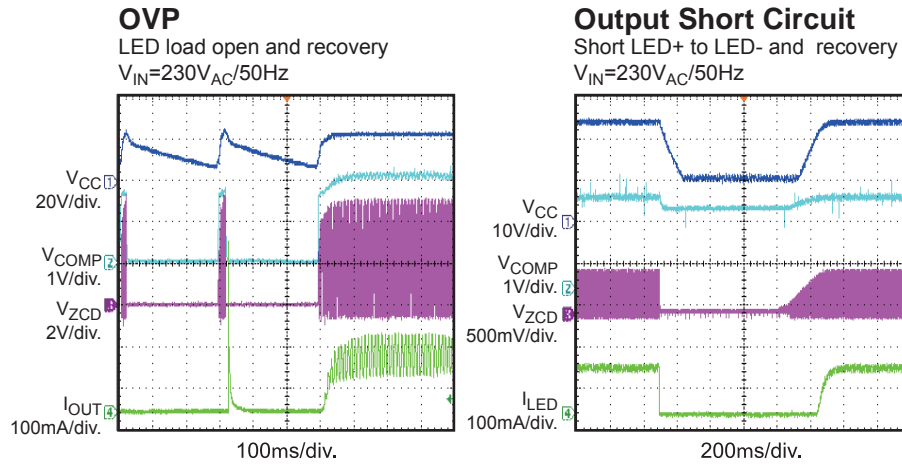 OVP
LED load open and recovery
VIN=230VAC/50Hz
VCC 1
20V/div.
VCOMP 2
1V/div.
VZCD 3
2V/div.
IOUT 4
100mA/div.
100ms/div.
Output Short Circuit
Short LED+ to LED- and recovery
VIN=230VAC/50Hz
VCC 1
10V/div.
VCOMP 2
1V/div.
VZCD 3
500mV/div.
ILED 4
100mA/div.
200ms/div.